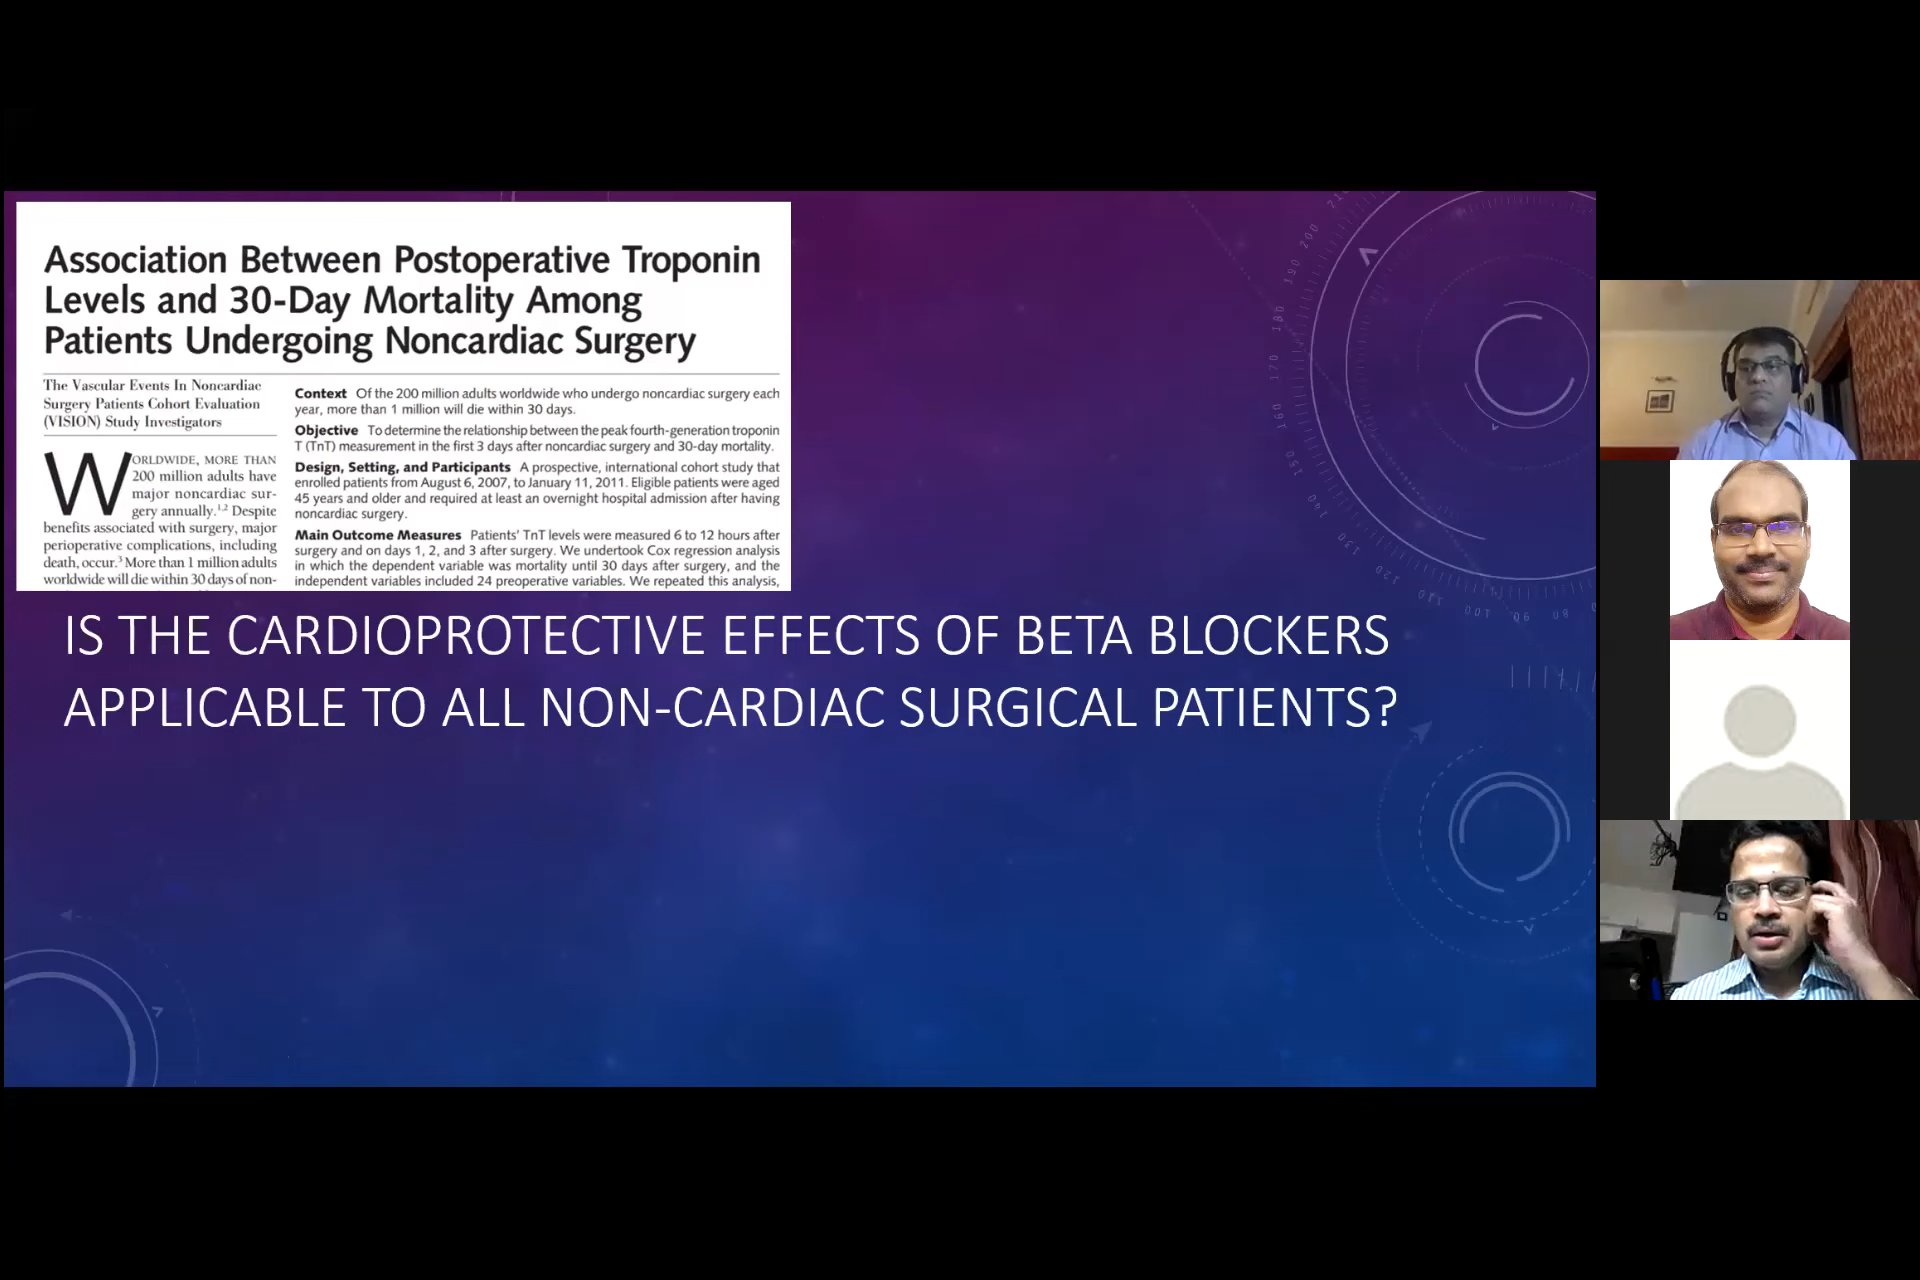 Association Between Postoperative Troponin
Levels and 30-Day Mortality Among
Patients Undergoing Noncardiac Surgery
The Vascular Events In Noncardiac
Surgery Patients Cohort Evaluation
(VISION) Study Investigators
WORLDWIDE, MORE THAN
200 million adults have
major noncardiac sur-
gery annually.1,2 Despite
benefits associated with surgery, major
perioperative complications, including
death, occur.3 More than 1 million adults
worldwide will die within 30 days of non-
Context Of the 200 million adults worldwide who undergo noncardiac surgery each
year, more than 1 million will die within 30 days.
Objective To determine the relationship between the peak fourth-generation troponin
T (TnT) measurement in the first 3 days after noncardiac surgery and 30-day mortality.
Design, Setting, and Participants A prospective, international cohort study that
enrolled patients from August 6, 2007, to January 11, 2011. Eligible patients were aged
45 years and older and required at least an overnight hospital admission after having
noncardiac surgery.
Main Outcome Measures Patients' TnT levels were measured 6 to 12 hours after
surgery and on days 1, 2, and 3 after surgery. We undertook Cox regression analysis
in which the dependent variable was mortality until 30 days after surgery, and the
independent variables included 24 preoperative variables. We repeated this analysis,
IS THE CARDIOPROTECTIVE EFFECTS OF BETA BLOCKERS
APPLICABLE TO ALL NON-CARDIAC SURGICAL PATIENTS?